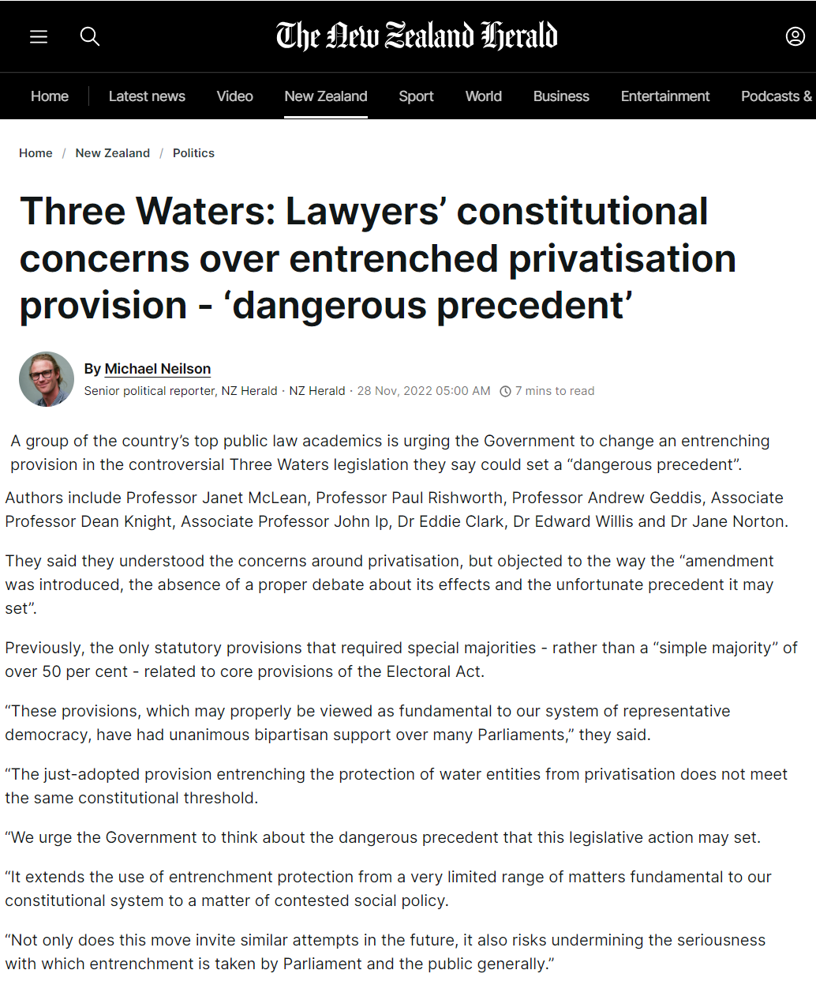 The New Zealand Herald
Home Latest news Video New Zealand Sport World Business Entertainment Podcasts &
Home / New Zealand / Politics
Three Waters: Lawyers’ constitutional
concerns over entrenched privatisation
provision - ‘dangerous precedent’
By Michael Neilson
Senior political reporter, NZ Herald · NZ Herald · 28 Nov, 2022 05:00 AM 7 mins to read
A group of the country’s top public law academics is urging the Government to change an entrenching
provision in the controversial Three Waters legislation they say could set a “dangerous precedent”.
Authors include Professor Janet McLean, Professor Paul Rishworth, Professor Andrew Geddis, Associate
Professor Dean Knight, Associate Professor John Ip, Dr Eddie Clark, Dr Edward Willis and Dr Jane Norton.
They said they understood the concerns around privatisation, but objected to the way the “amendment
was introduced, the absence of a proper debate about its effects and the unfortunate precedent it may
set”.
Previously, the only statutory provisions that required special majorities - rather than a “simple majority” of
over 50 per cent - related to core provisions of the Electoral Act.
“These provisions, which may properly be viewed as fundamental to our system of representative
democracy, have had unanimous bipartisan support over many Parliaments,” they said.
“The just-adopted provision entrenching the protection of water entities from privatisation does not meet
the same constitutional threshold.
“We urge the Government to think about the dangerous precedent that this legislative action may set.
“It extends the use of entrenchment protection from a very limited range of matters fundamental to our
constitutional system to a matter of contested social policy.
“Not only does this move invite similar attempts in the future, it also risks undermining the seriousness
with which entrenchment is taken by Parliament and the public generally.”